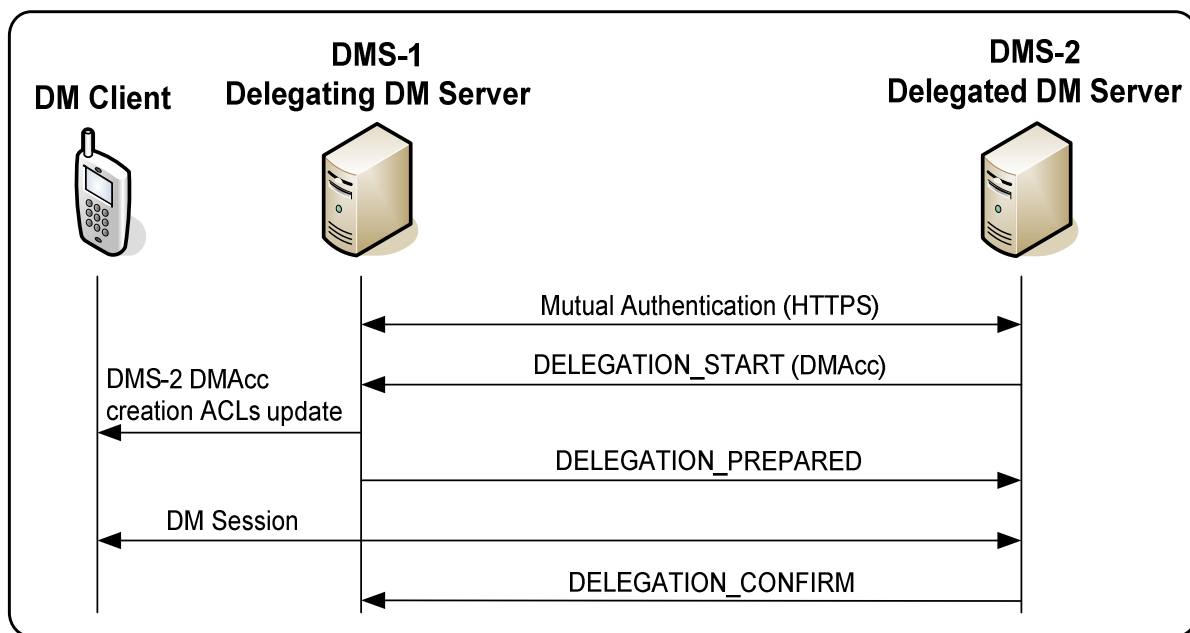 DM Client
DMS-1
Delegating DM Server
DMS-2
Delegated DM Server
Mutual Authentication (HTTPS)
DELEGATION_START (DMAcc)
DMS-2 DMAcc
creation ACLs update
DELEGATION_PREPARED
DM Session
DELEGATION_CONFIRM